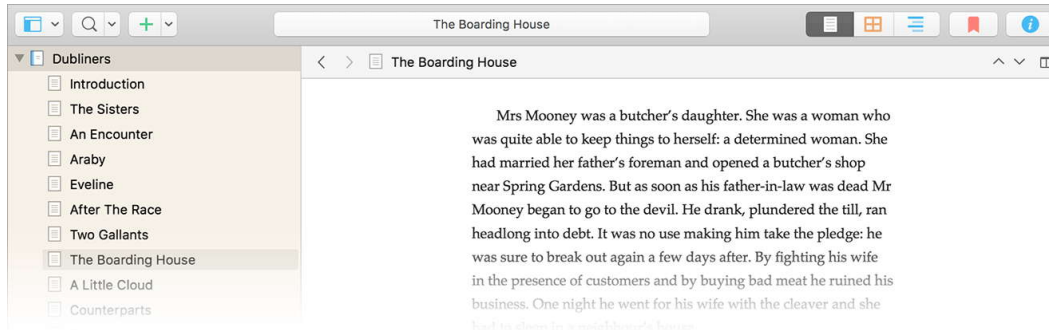 The Boarding House
Dubliners
Introduction
The Sisters
An Encounter
Araby
Eveline
After The Race
Two Gallants
The Boarding House
A Little Cloud
Counterparts
The Boarding House
Mrs Mooney was a butcher’s daughter. She was a woman who
was quite able to keep things to herself: a determined woman. She
had married her father’s foreman and opened a butcher’s shop
near Spring Gardens. But as soon as his father-in-law was dead Mr
Mooney began to go to the devil. He drank, plundered the till, ran
headlong into debt. It was no use making him take the pledge: he
was sure to break out again a few days after. By fighting his wife
in the presence of customers and by buying bad meat he ruined his
business. One night he went for his wife with the cleaver and she
had to sleep in a neighbour's house.